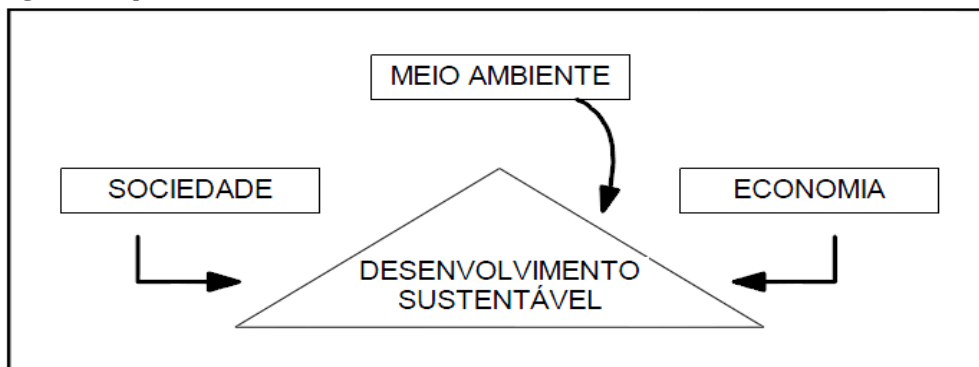 MEIO AMBIENTE
SOCIEDADE
ECONOMIA
DESENVOLVIMENTO
SUSTENTÁVEL